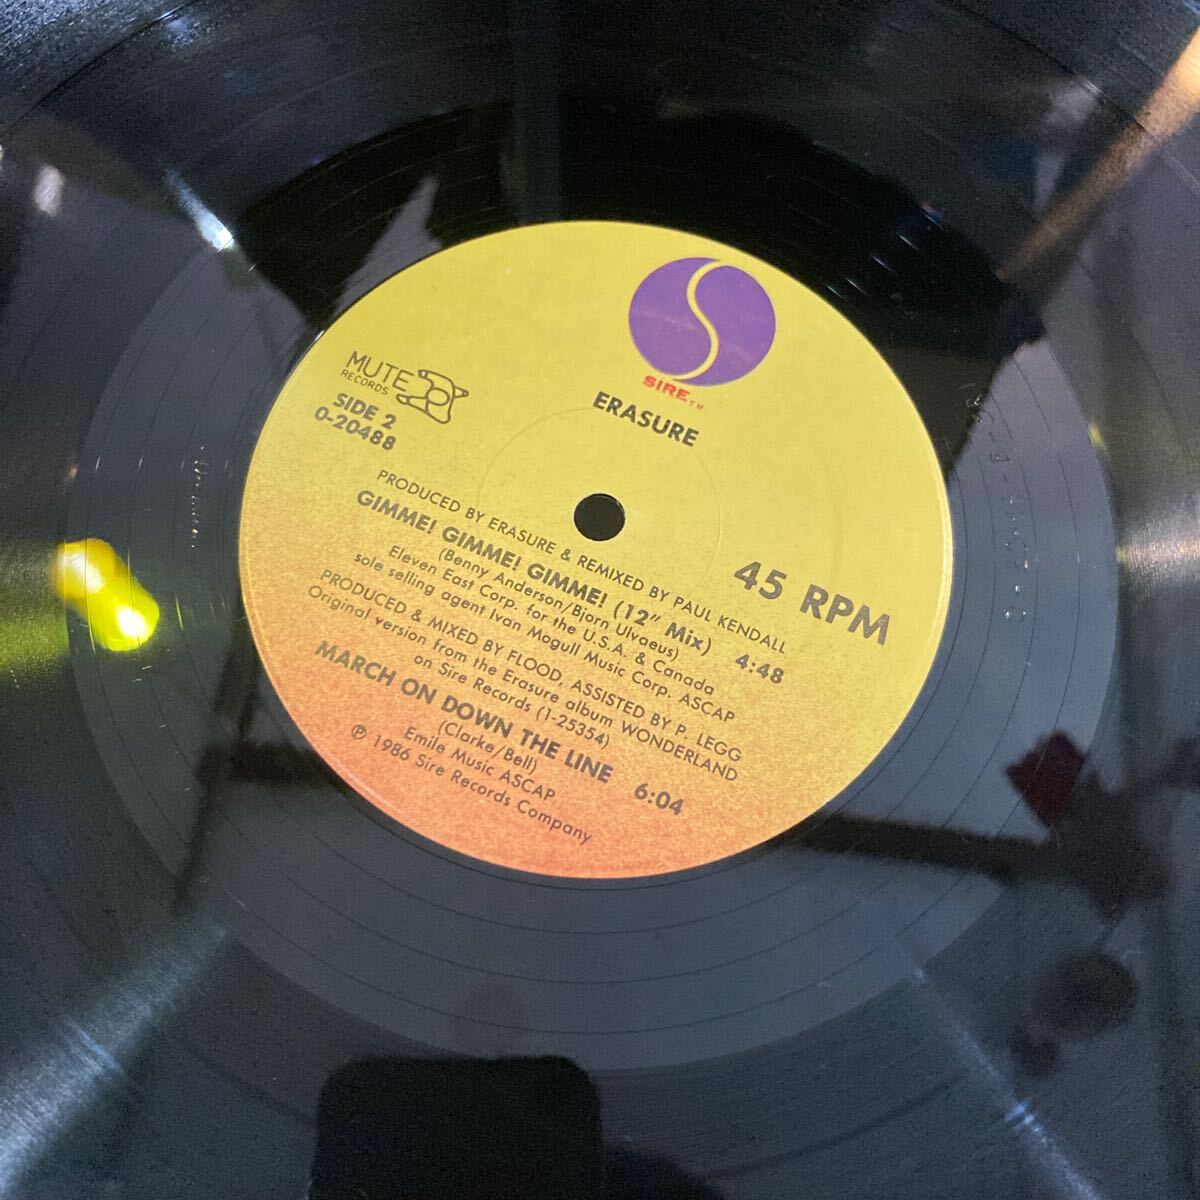 SIRE™
ERASURE
MUTE
RECORDS
SIDE 2
0-20488
45 RPM
PRODUCED BY ERASURE & REMIXED BY PAUL KENDALL
GIMME! GIMME! GIMME! (12" Mix) 4:48
(Benny Anderson/Bjorn Ulvaeus)
Eleven East Corp. for the U.S.A. & Canada
sole selling agent Ivan Mogull Music Corp. ASCAP
PRODUCED & MIXED BY FLOOD, ASSISTED BY P. LEGG
Original version from the Erasure album WONDERLAND
on Sire Records (1-25354)
MARCH ON DOWN THE LINE 6:04
(Clarke/Bell)
Emile Music ASCAP
℗ 1986 Sire Records Company